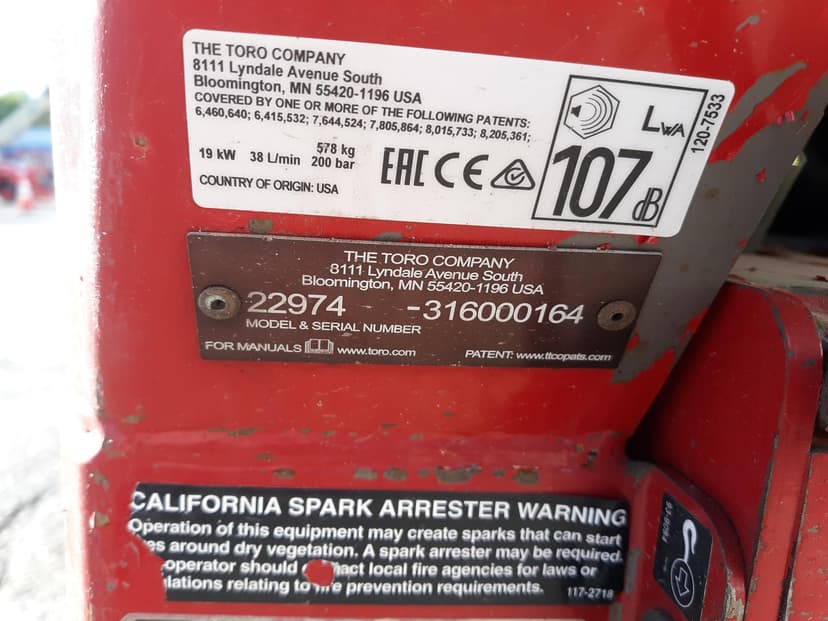 THE TORO COMPANY
8111 Lyndale Avenue South
Bloomington, MN 55420-1196 USA
COVERED BY ONE OR MORE OF THE FOLLOWING PATENTS:
6,460,640; 6,415,532; 7,644,524; 7,805,864; 8,015,733; 8,205,361;
578 kg
19 kW 38 L/min 200 bar
COUNTRY OF ORIGIN: USA
EAC CE
LWA
107 dB
120-7533
THE TORO COMPANY
8111 Lyndale Avenue South
Bloomington, MN 55420-1196 USA
22974 -316000164
MODEL & SERIAL NUMBER
FOR MANUALS www.toro.com PATENT: www.ttcopats.com
CALIFORNIA SPARK ARRESTER WARNING
Operation of this equipment may create sparks that can start
es around dry vegetation. A spark arrester may be required.
operator should act local fire agencies for laws or
lations relating to re prevention requirements.
117-2718